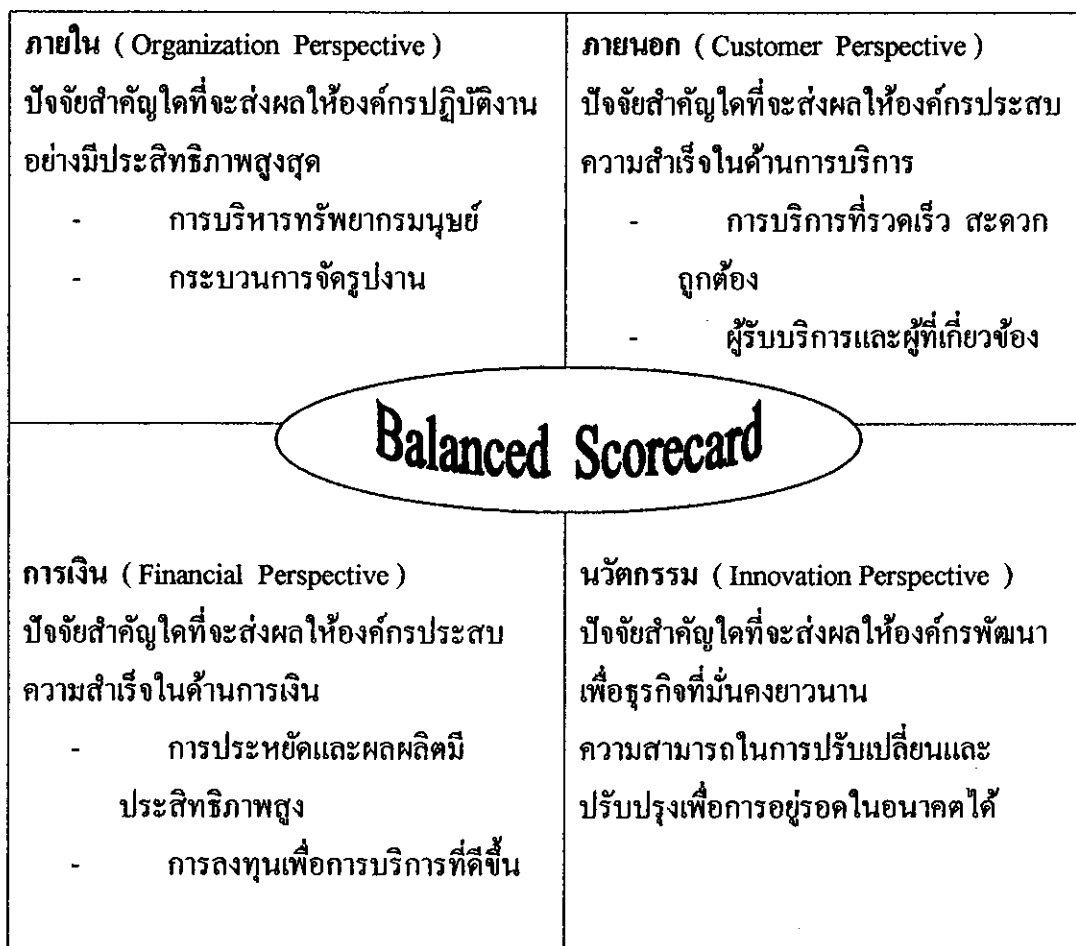 ภายใน ( Organization Perspective )
ปัจจัยสำคัญใดที่จะส่งผลให้องค์กรปฏิบัติงาน
อย่างมีประสิทธิภาพสูงสุด
- การบริหารทรัพยากรมนุษย์
- กระบวนการจัดรูปงาน
ภายนอก ( Customer Perspective )
ปัจจัยสำคัญใดที่จะส่งผลให้องค์กรประสบ
ความสำเร็จในด้านการบริการ
- การบริการที่รวดเร็ว สะดวก
ถูกต้อง
- ผู้รับบริการและผู้ที่เกี่ยวข้อง
Balanced Scorecard
การเงิน ( Financial Perspective )
ปัจจัยสำคัญใดที่จะส่งผลให้องค์กรประสบ
ความสำเร็จในด้านการเงิน
- การประหยัดและผลผลิตมี
ประสิทธิภาพสูง
- การลงทุนเพื่อการบริการที่ดีขึ้น
นวัตกรรม ( Innovation Perspective )
ปัจจัยสำคัญใดที่จะส่งผลให้องค์กรพัฒนา
เพื่อธุรกิจที่มั่นคงยาวนาน
ความสามารถในการปรับเปลี่ยนและ
ปรับปรุงเพื่อการอยู่รอดในอนาคตได้